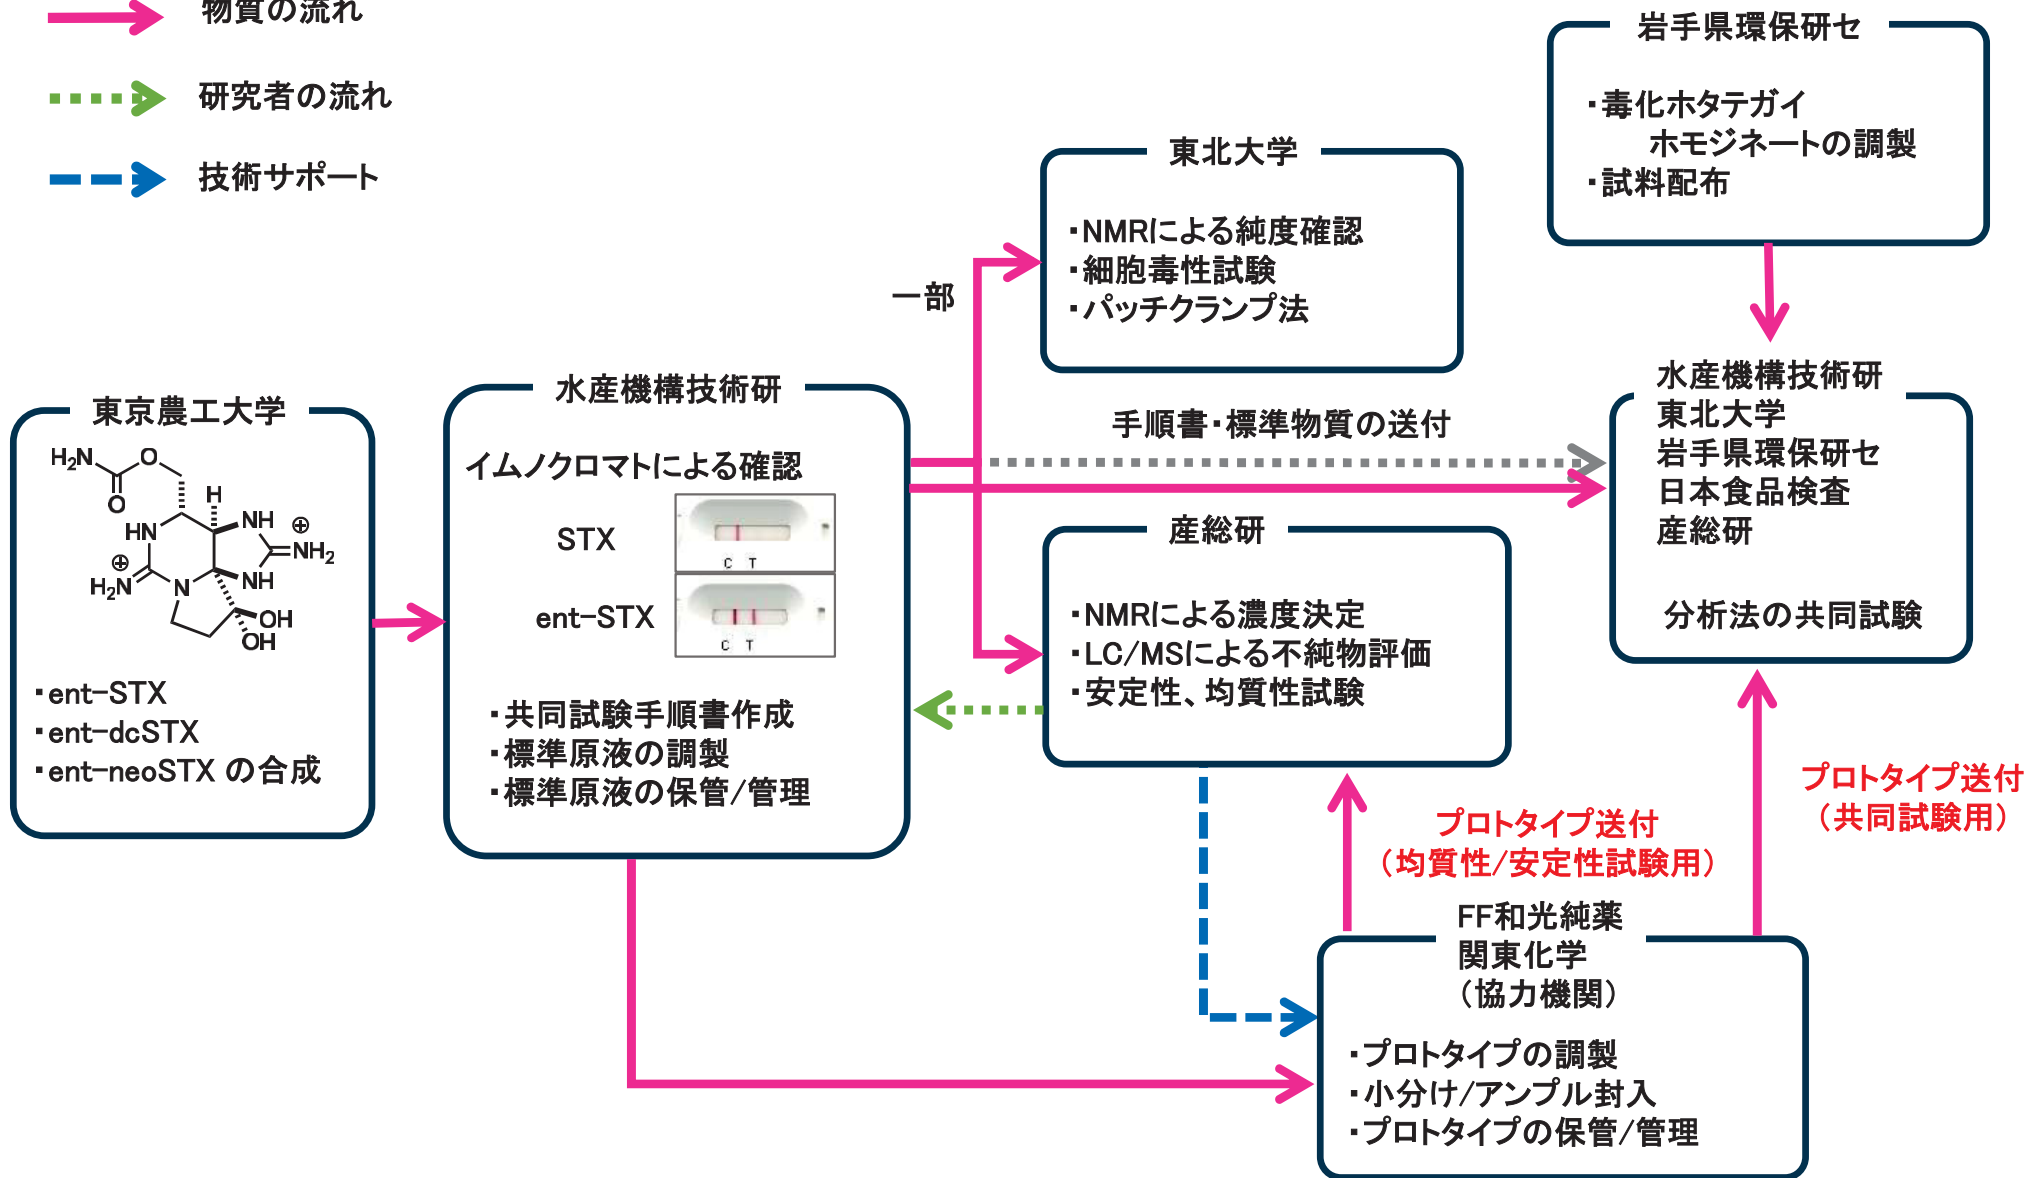 物質の流れ
研究者の流れ
技術サポート
岩手県環保研セ
・毒化ホタテガイ
ホモジネートの調製
・試料配布
東北大学
・NMRによる純度確認
・細胞毒性試験
・パッチクランプ法
一部
東京農工大学
H2N
O
O
H
HN
NH
⊕
NH2
⊕
H2N
N
NH
OH
OH
・ent-STX
・ent-dcSTX
・ent-neoSTX の合成
水産機構技術研
イムノクロマトによる確認
STX
C T
ent-STX
C T
・共同試験手順書作成
・標準原液の調製
・標準原液の保管/管理
手順書・標準物質の送付
産総研
・NMRによる濃度決定
・LC/MSによる不純物評価
・安定性、均質性試験
水産機構技術研
東北大学
岩手県環保研セ
日本食品検査
産総研
分析法の共同試験
プロトタイプ送付
（共同試験用）
プロトタイプ送付
（均質性/安定性試験用）
FF和光純薬
関東化学
（協力機関）
・プロトタイプの調製
・小分け/アンプル封入
・プロトタイプの保管/管理